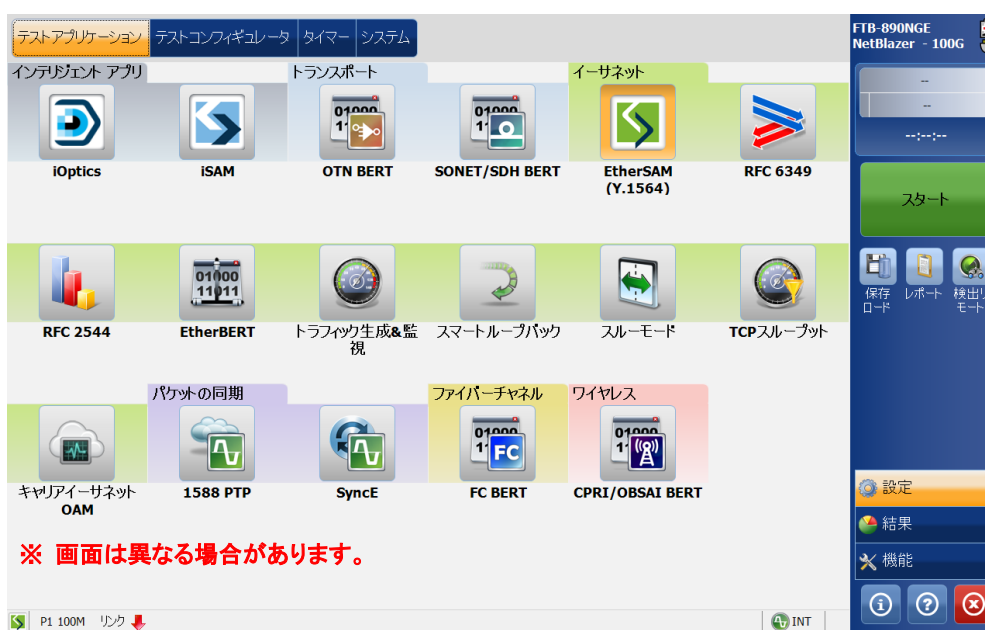 テストアプリケーション テストコンフィギュレータ タイマー システム
FTB-890NGE
NetBlazer - 100G
インテリジェント アプリ トランスポート イーサネット
--
--
--:--:--
iOptics iSAM OTN BERT SONET/SDH BERT EtherSAM (Y.1564) RFC 6349
スタート
保存 ロード レポート
RFC 2544 EtherBERT トラフィック生成&監視 スマートループバック スルーモード TCPスループット
パケットの同期 ファイバーチャネル ワイヤレス
キャリアイーサネット OAM 1588 PTP SyncE FC BERT CPRI/OBSAI BERT
設定
結果
機能
※ 画面は異なる場合があります。
P1 100M リンク INT